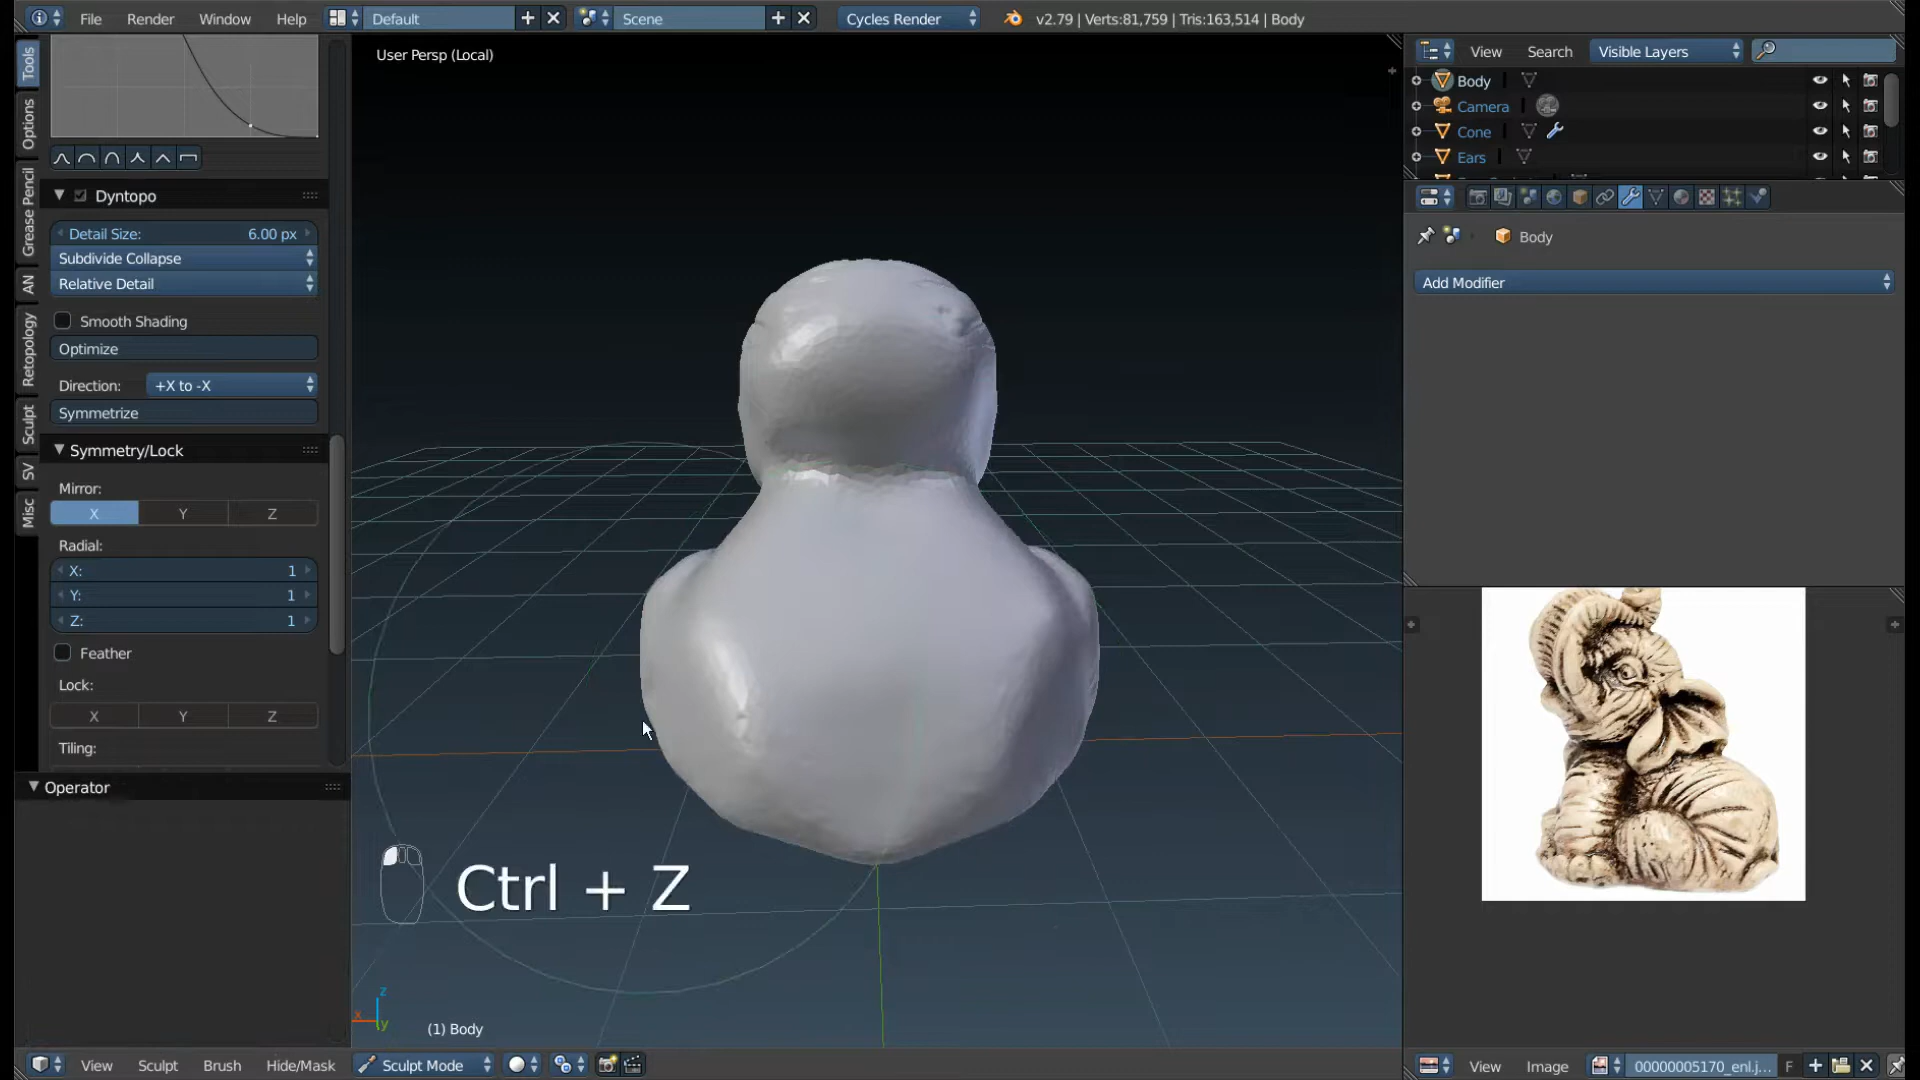 File Render Window Help Default Scene Cycles Render v2.79 | Verts:81,759 | Tris:163,514 | Body
User Persp (Local)
Tools
Options
Grease Pencil
AN
Retopology
Sculpt
SV
Misc
Dyntopo
Detail Size: 6.00 px
Subdivide Collapse
Relative Detail
Smooth Shading
Optimize
Direction: +X to -X
Symmetrize
Symmetry/Lock
Mirror:
X Y Z
Radial:
X: 1
Y: 1
Z: 1
Feather
Lock:
X Y Z
Tiling:
Operator
Ctrl + Z
z
x
y
(1) Body
View Sculpt Brush Hide/Mask Sculpt Mode
View Search Visible Layers
Body
Camera
Cone
Ears
Body
Add Modifier
View Image 00000005170_enl.j... F